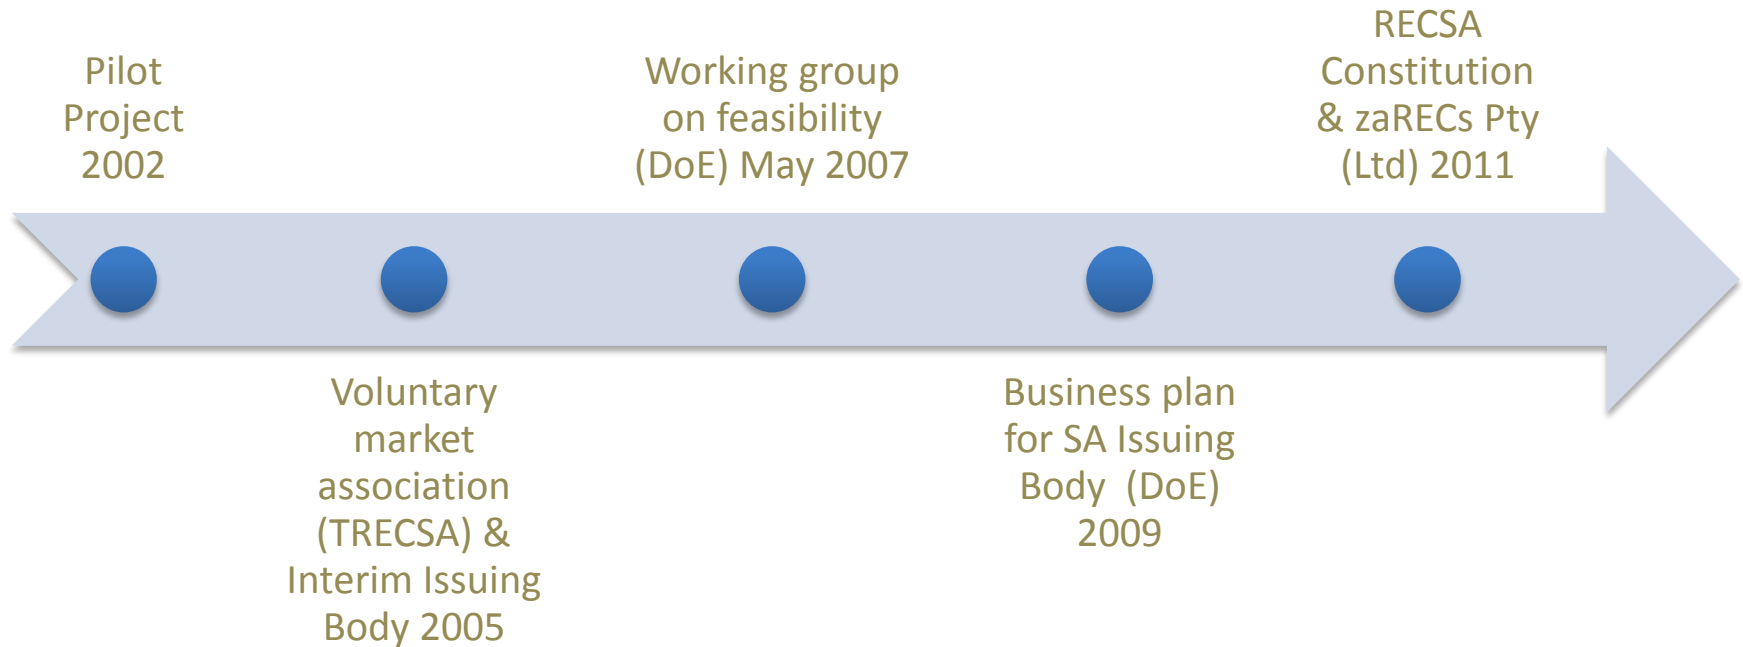 Pilot
Project
2002
Voluntary
market
association
(TRECSA) &
Interim Issuing
Body 2005
Working group
on feasibility
(DoE) May 2007
Business plan
for SA Issuing
Body  (DoE)
2009
RECSA
Constitution
& zaRECs Pty
(Ltd) 2011